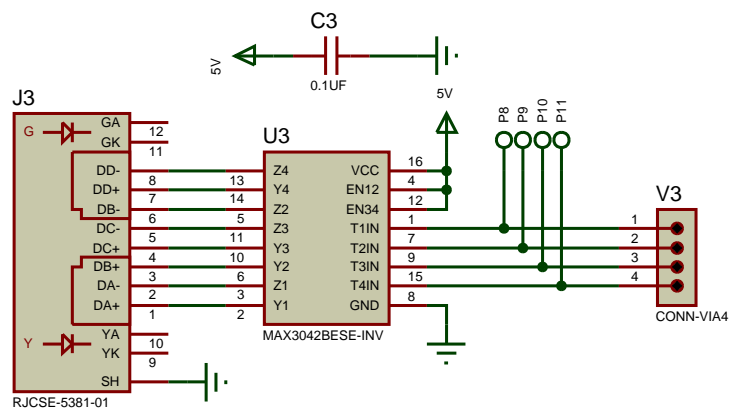 C3
5V
0.1UF
5V
P8
P9
P10
P11
J3
G
GA
12
GK
11
DD-
8
DD+
7
DB-
6
DC-
5
DC+
4
DB+
3
DA-
2
DA+
1
Y
YA
10
YK
9
SH
RJCSE-5381-01
U3
Z4 VCC
13 16
Y4 EN12
14 4
Z2 EN34
5 12
Z3 T1IN
11 1
Y3 T2IN
10 7
Y2 T3IN
6 9
Z1 T4IN
3 15
Y1 GND
2 8
MAX3042BESE-INV
V3
1
2
3
4
CONN-VIA4